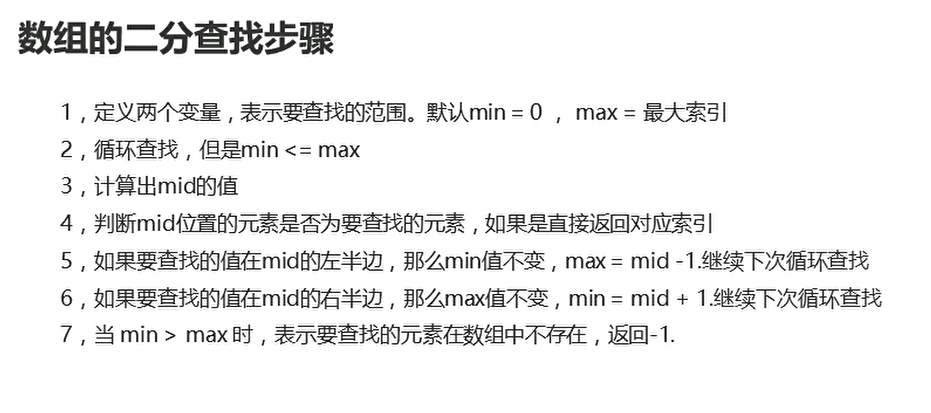 数组的二分查找步骤
1，定义两个变量，表示要查找的范围。默认min = 0 ， max = 最大索引
2，循环查找，但是min <= max
3，计算出mid的值
4，判断mid位置的元素是否为要查找的元素，如果是直接返回对应索引
5，如果要查找的值在mid的左半边，那么min值不变，max = mid -1.继续下次循环查找
6，如果要查找的值在mid的右半边，那么max值不变，min = mid + 1.继续下次循环查找
7，当 min > max 时，表示要查找的元素在数组中不存在，返回-1.